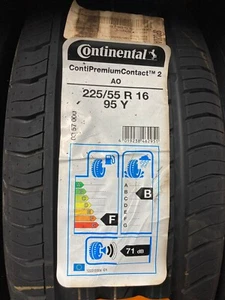 Continental
ContiPremiumContact™ 2
AO
225/55 R 16
95 Y
A
B
C
D
E
F
G
F
A
B
C
D
E
F
G
B
71 dB